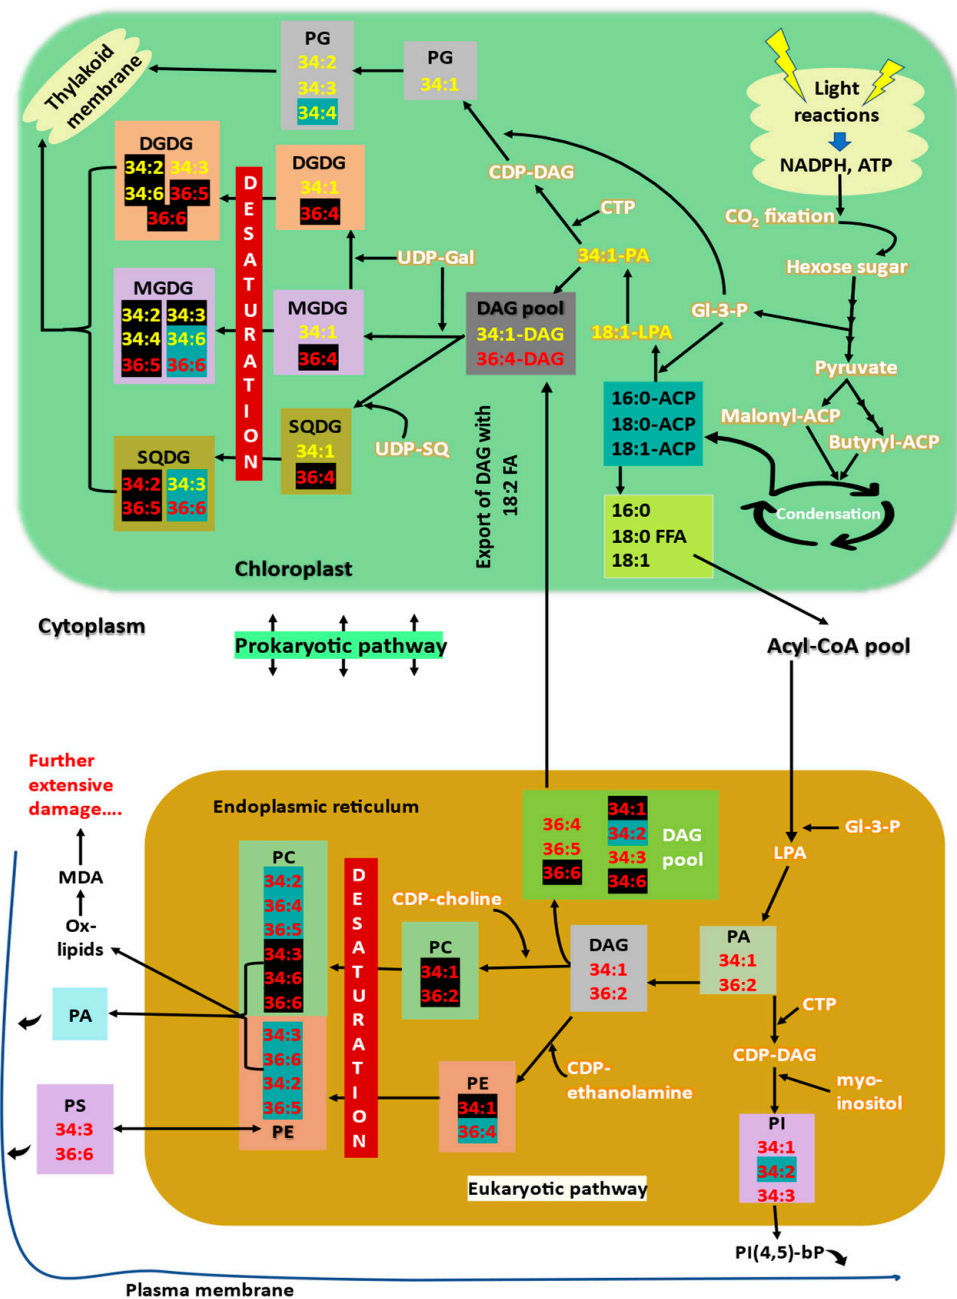 PG
34:2
34:3
34:4
PG
34:1
Thylakoid
membrane
Light
reactions
NADPH, ATP
DGDG
34:2 34:3
34:6 36:5
36:6
DGDG
34:1
36:4
CDP-DAG
CTP
CO2 fixation
UDP-Gal
34:1-PA
Hexose sugar
MGDG
34:2 34:3
34:4 34:6
36:5 36:6
MGDG
34:1
36:4
DAG pool
34:1-DAG
36:4-DAG
18:1-LPA
Gl-3-P
Pyruvate
DESATURATION
16:0-ACP
18:0-ACP
18:1-ACP
Malonyl-ACP
Butyryl-ACP
SQDG
34:1
36:4
UDP-SQ
SQDG
34:2 34:3
36:5 36:6
Export of DAG with
18:2 FA
Condensation
16:0
18:0 FFA
18:1
Chloroplast
Cytoplasm
Prokaryotic pathway
Acyl-CoA pool
Further
extensive
damage....
MDA
Ox-
lipids
Endoplasmic reticulum
36:4
36:5
36:6
34:1
34:2
34:3
34:6
DAG
pool
Gl-3-P
LPA
PC
34:2
36:4
36:5
34:3
34:6
36:6
34:3
36:6
34:2
36:5
PE
DESATURATION
CDP-choline
PC
34:1
36:2
DAG
34:1
36:2
PA
34:1
36:2
CTP
CDP-DAG
myo-
inositol
PA
PE
34:1
36:4
CDP-
ethanolamine
PS
34:3
36:6
PI
34:1
34:2
34:3
Eukaryotic pathway
PI(4,5)-bP
Plasma membrane